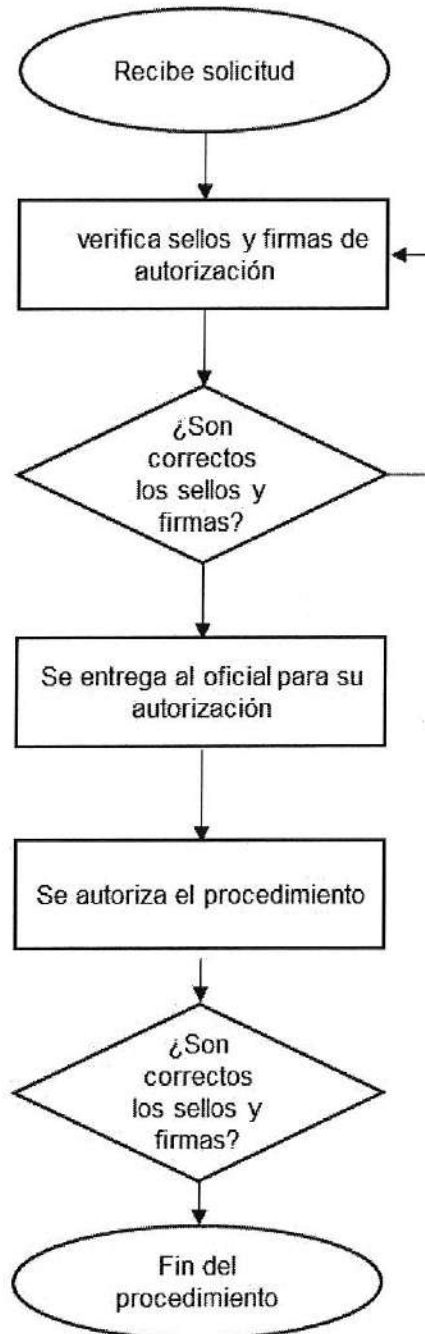 Recibe solicitud
verifica sellos y firmas de
autorización
¿Son
correctos
los sellos y
firmas?
Se entrega al oficial para su
autorización
Se autoriza el procedimiento
¿Son
correctos
los sellos y
firmas?
Fin del
procedimiento